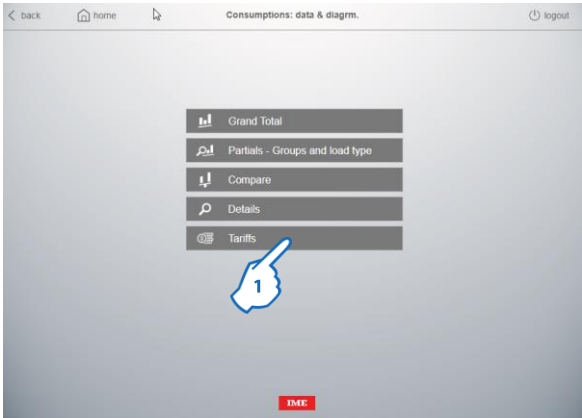 back
home
Consumptions: data & diagrm.
logout
Grand Total
Partials - Groups and load type
Compare
Details
Tariffs
1
IME